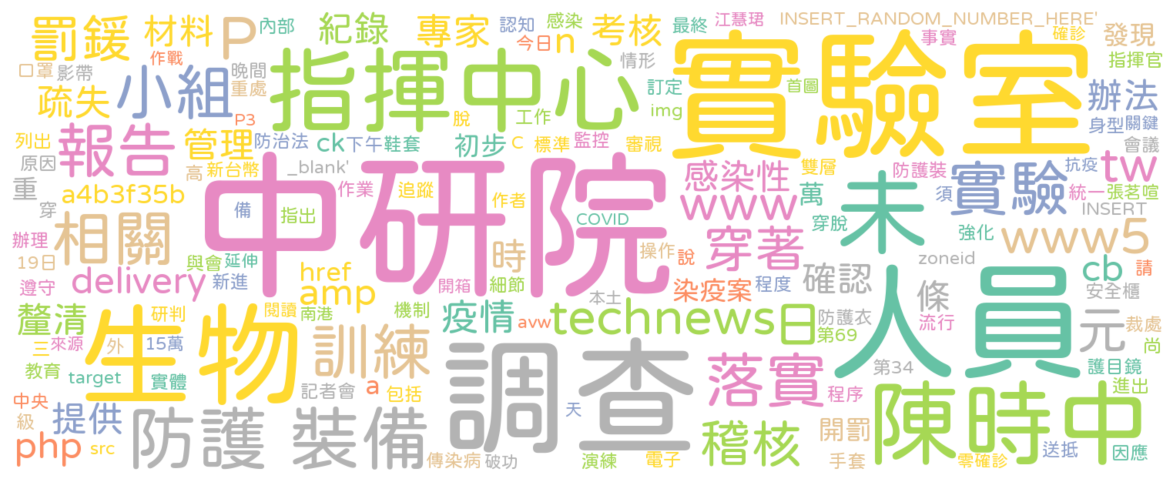 罰鍰 材料 P 內部 紀錄 專家 認知 感染 n 考核 最終 江慧珺 INSERT_RANDOM_NUMBER_HERE' 事實 確診 發現
作戰 今日 指揮官
口罩 影帶 晚間 重處 小組 指揮中心 情形 訂定 img 首圖 實驗室 辦法
疏失 P3 脫 工作 身型 關鍵
列出 報告 管理 防治法 ck 下午 鞋套 初步 C 標準 監控 審視 會議
原因 高 新台幣 _blank' 感染性 雙層 防護裝 抗疫 tw
重 穿 a4b3f35b 作業 追蹤 作者 中研院 www 萬 未 須 實驗 統一 張茗喧
備 指出 COVID 穿脫 INSERT
辦理 相關 操作 說 穿著 人員 強化 www5
19日 與會 延伸 時 zoneid
遵守 delivery 新進 href 開箱 細節 染疫案 程度 確認 cb 請
amp 本土 條 安全櫃
釐清 研判 閱讀 南港 機制 疫情 avw technews 日 防護衣 第69 流行 元 裁處
三 來源 外 15萬 生物 訓練 調查 尚
教育 target 實體 記者會 a 包括 落實 第34 程序 護目鏡 進出
中央 級 提供 防護 裝備 天 稽核 開罰 陳時中
php src 傳染病 破功 演練 電子 手套 零確診 送抵 因應